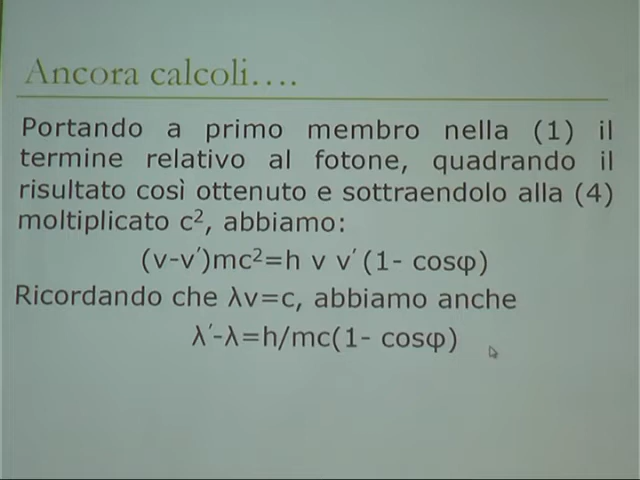 Ancora calcoli….
Portando a primo membro nella (1) il
termine relativo al fotone, quadrando il
risultato così ottenuto e sottraendolo alla (4)
moltiplicato c², abbiamo:
(ν-ν′)mc²=h ν ν′(1- cosφ)
Ricordando che λν=c, abbiamo anche
λ′-λ=h/mc(1- cosφ)